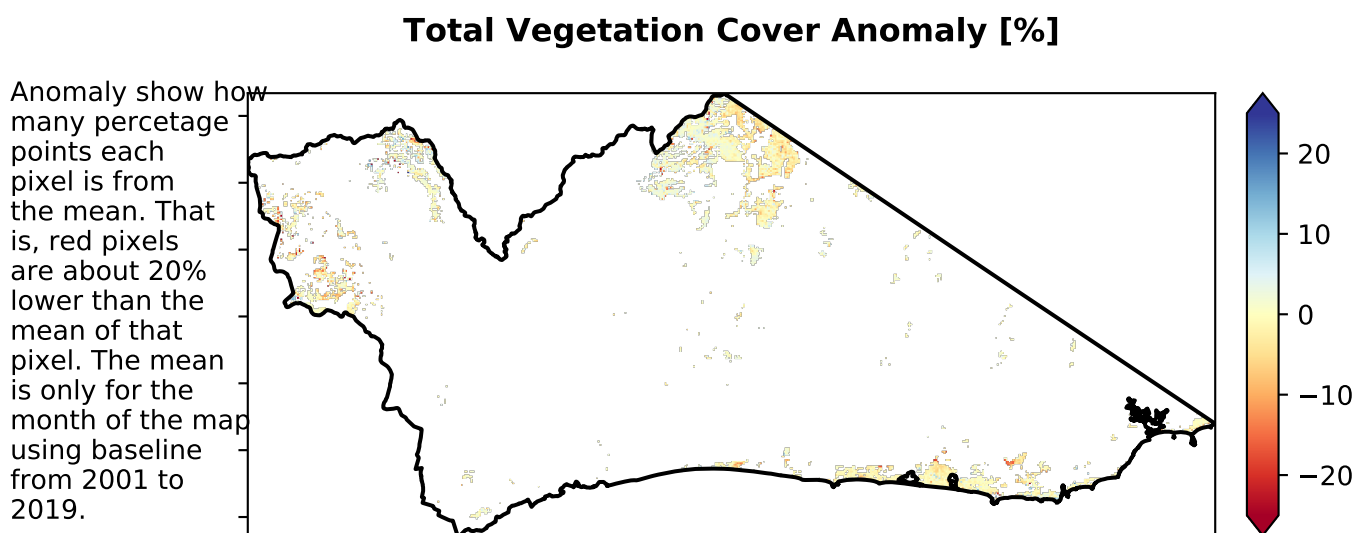 Total Vegetation Cover Anomaly [%]
Anomaly show how
many percetage
points each
pixel is from
the mean. That
is, red pixels
are about 20%
lower than the
mean of that
pixel. The mean
is only for the
month of the map
using baseline
from 2001 to
2019.
20
10
0
−10
−20